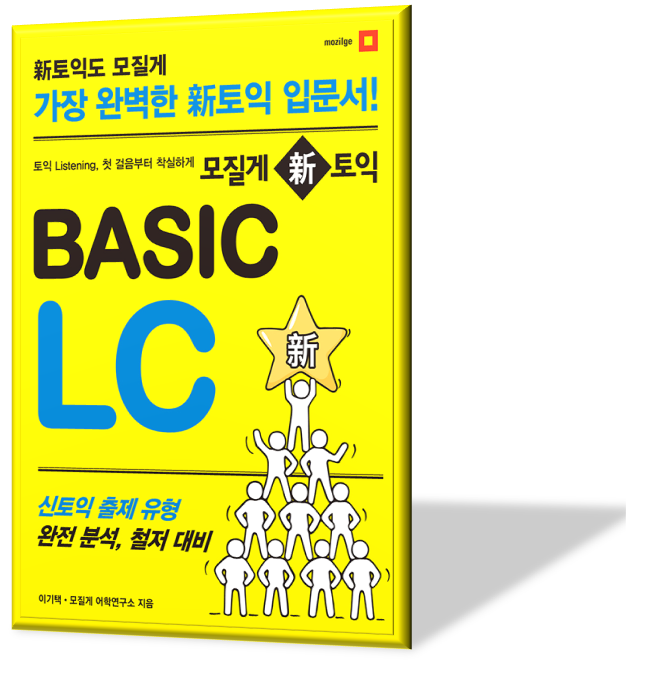 mozilge
新토익도 모질게
가장 완벽한 新토익 입문서!
토익 Listening, 첫 걸음부터 착실하게 모질게 新 토익
BASIC
LC
新
신토익 출제 유형
완전 분석, 철저 대비
이기택 • 모질게 어학연구소 지음